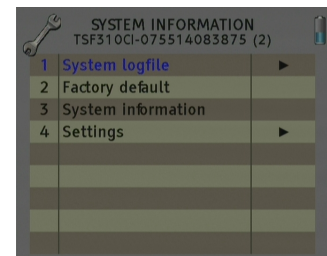 SYSTEM INFORMATION
TSF310CI-075514083875 (2)
1 System logfile
2 Factory default
3 System information
4 Settings